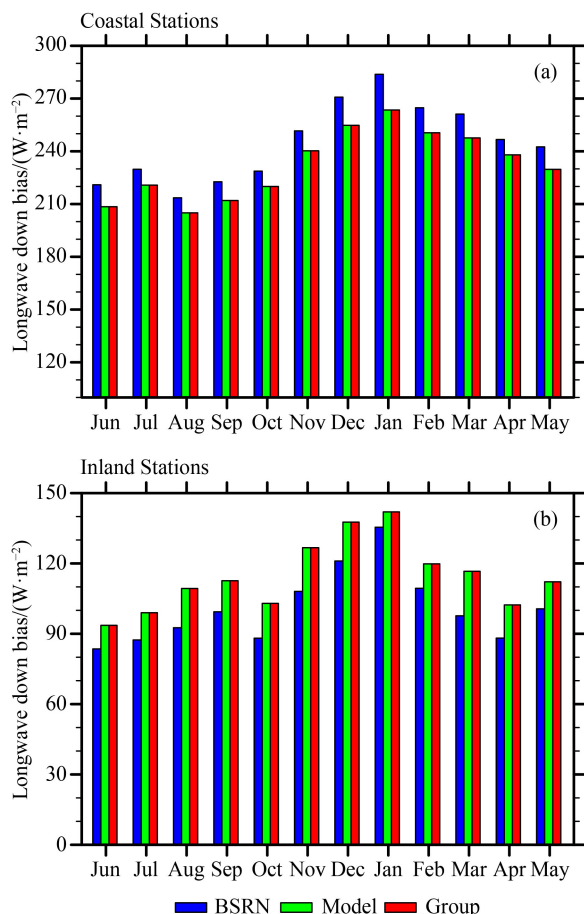 Coastal Stations
(a)
Longwave down bias/(W·m⁻²)
300
270
240
210
180
150
120
Jun Jul Aug Sep Oct Nov Dec Jan Feb Mar Apr May
Inland Stations
(b)
Longwave down bias/(W·m⁻²)
150
120
90
60
30
0
Jun Jul Aug Sep Oct Nov Dec Jan Feb Mar Apr May
BSRN Model Group